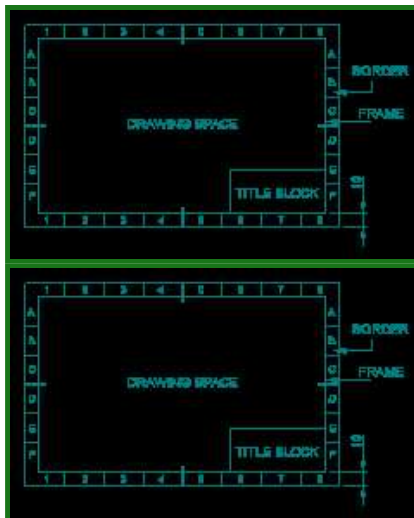 1 2 3 4 5 6 7 8
A A
B B
BORDER
C C
FRAME
DRAWING SPACE
D D
E E
TITLE BLOCK
10
F F
1 2 3 4 5 6 7 8
1 2 3 4 5 6 7 8
A A
B B
BORDER
C C
FRAME
DRAWING SPACE
D D
E E
TITLE BLOCK
10
F F
1 2 3 4 5 6 7 8